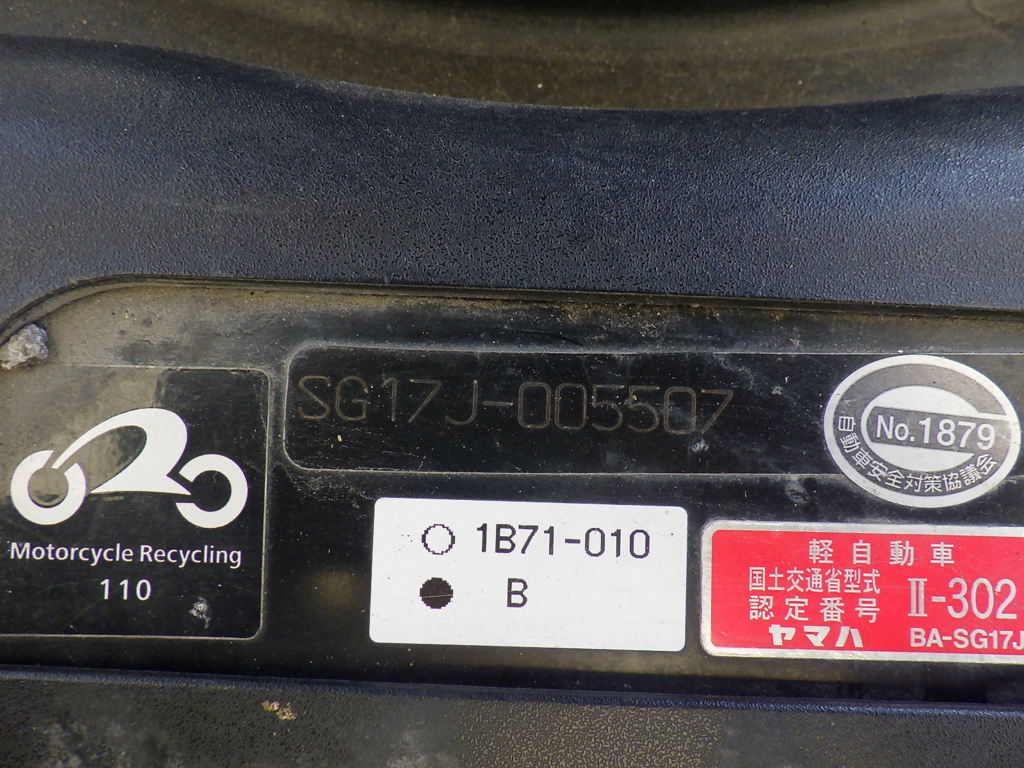 SG17J-005507
No.1879
自動車安全対策協議会
Motorcycle Recycling
110
1B71-010
B
軽自動車
国土交通省型式
認定番号
Ⅱ-302
ヤマハ
BA-SG17J